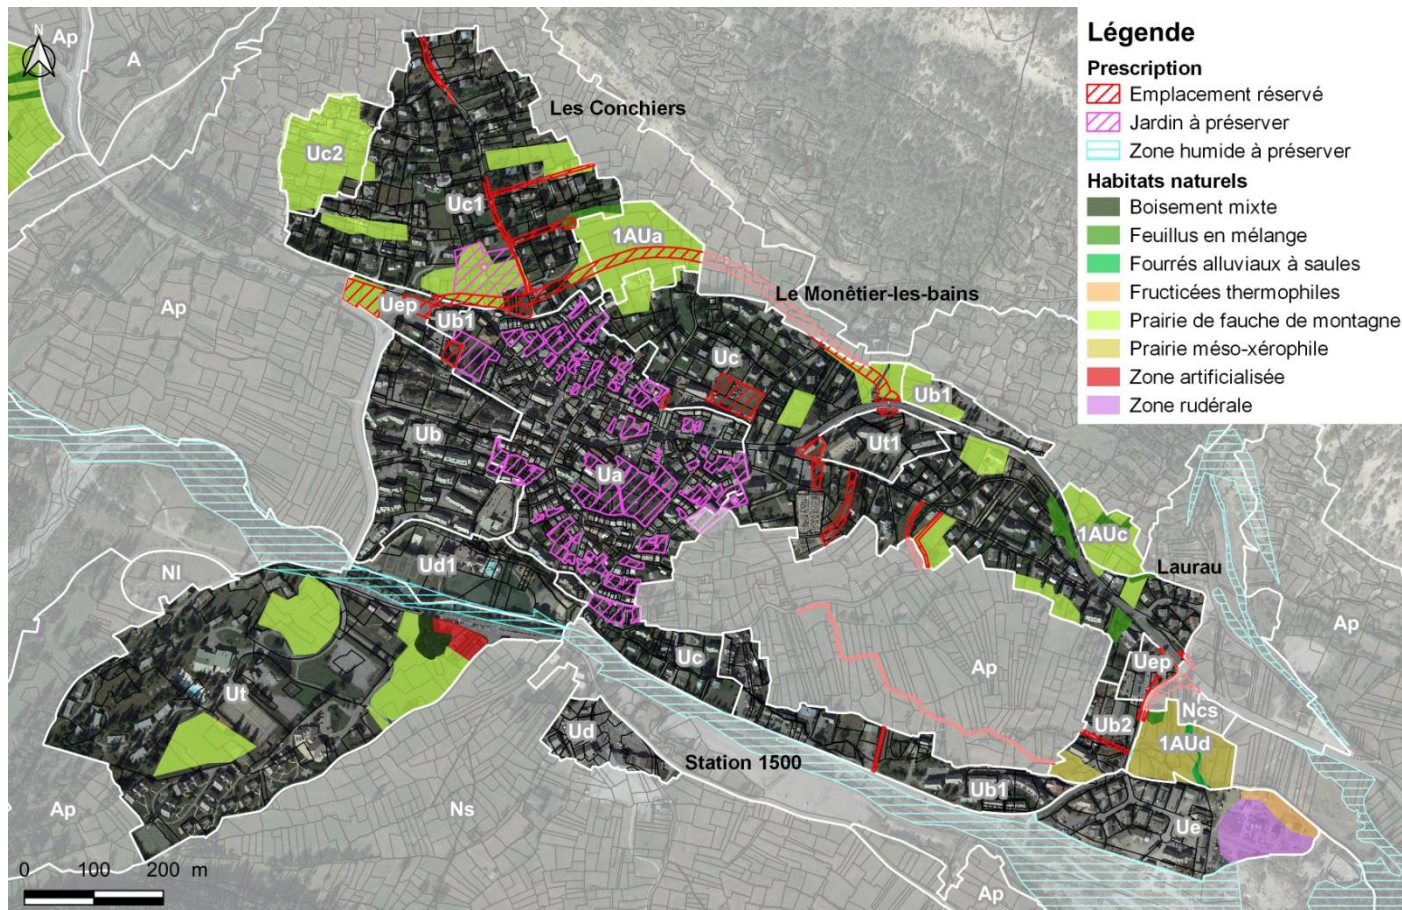 Légende
Prescription
Emplacement réservé
Jardin à préserver
Zone humide à préserver
Habitats naturels
Boisement mixte
Feuillus en mélange
Fourrés alluviaux à saules
Fructicées thermophiles
Prairie de fauche de montagne
Prairie méso-xérophile
Zone artificialisée
Zone rudérale
N
Ap
A
Les Conchiers
Uc2
Uc1
1AUa
Ap
Uep
Ub1
Le Monêtier-les-bains
Uc
Ub1
Ub
Ut1
Ua
1AUc
Nl
Ud1
Laurau
Ap
Uc
Ap
Uep
Ut
Ncs
Ub2
Ud
1AUd
Station 1500
Ub1
Ap
Ns
Ue
Ap
0 100 200 m